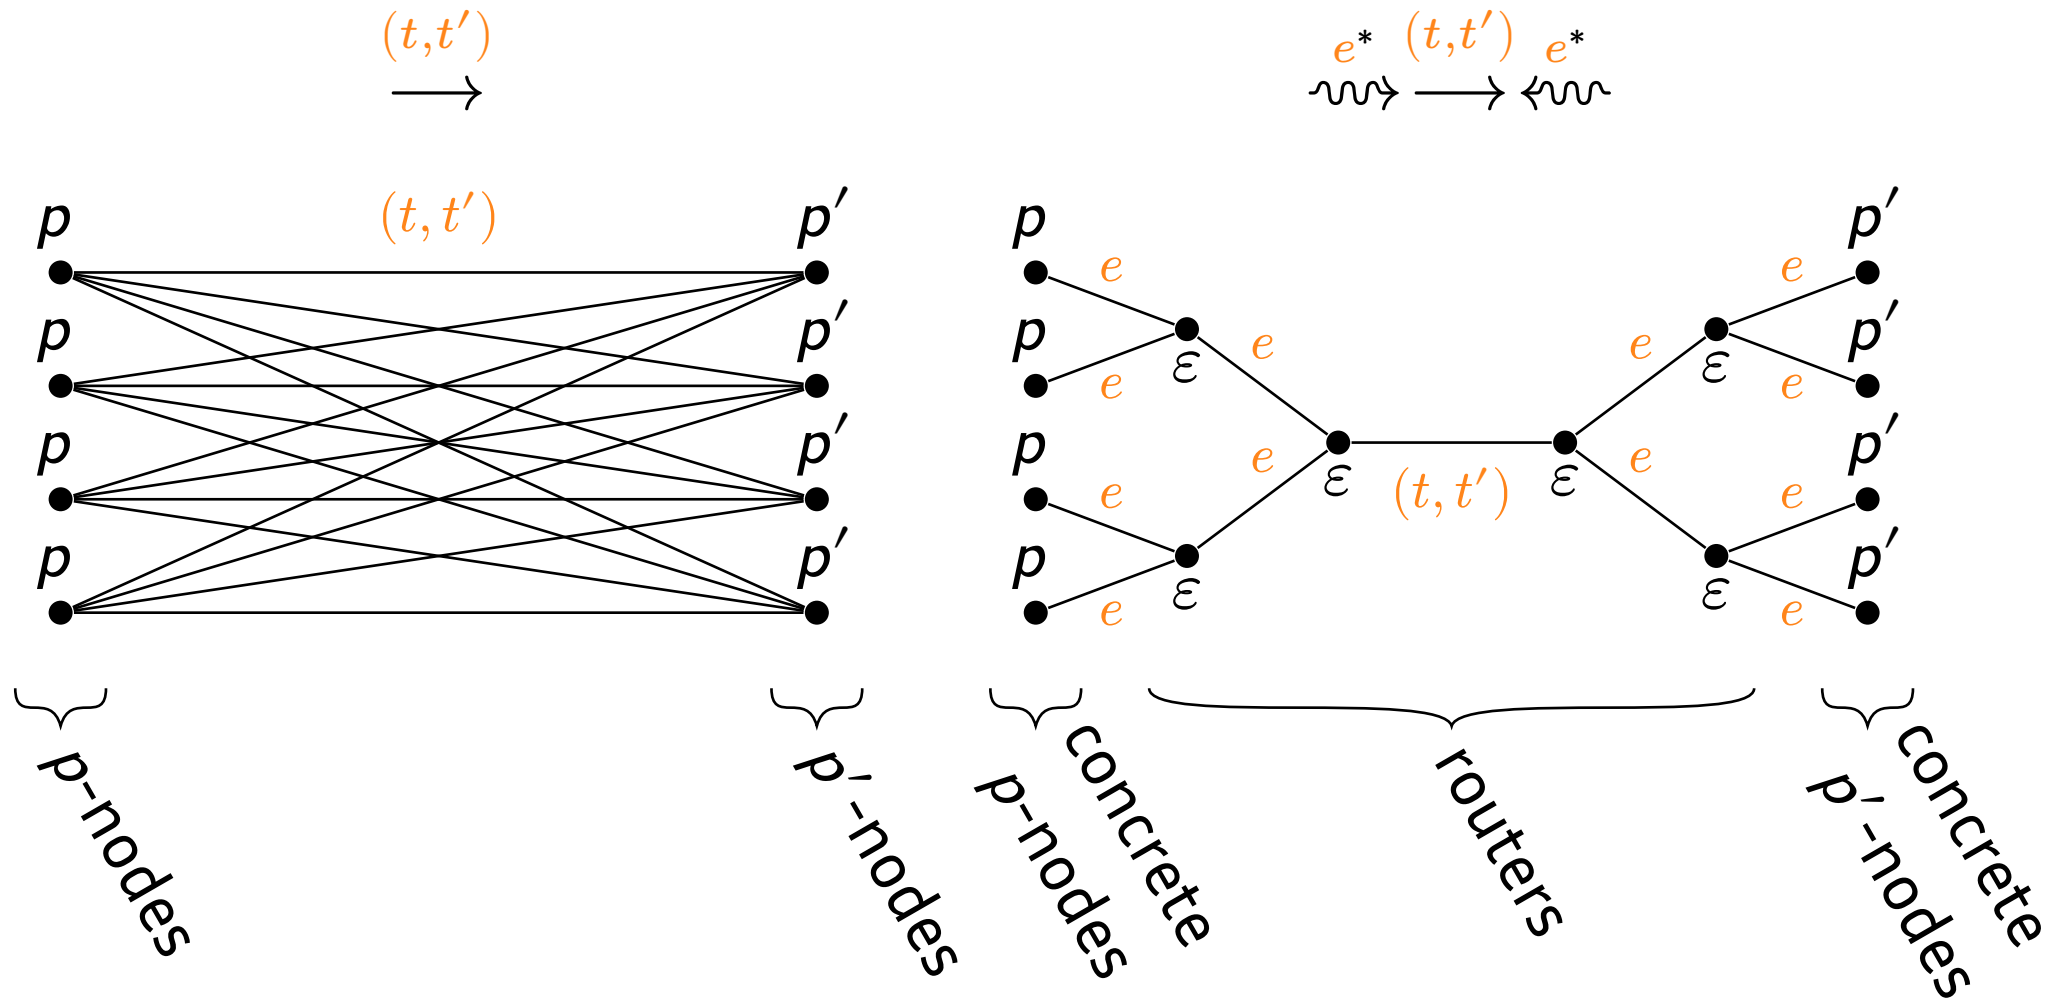 (t,t′)
e* (t,t′) e*
p (t, t′) p′
p p′
p p′
p p′
p e e p′
p e ε e e ε e p′
p e e ε (t, t′) ε e e p′
p e ε ε e p′
p-nodes
p′-nodes
concrete
p-nodes
routers
concrete
p′-nodes